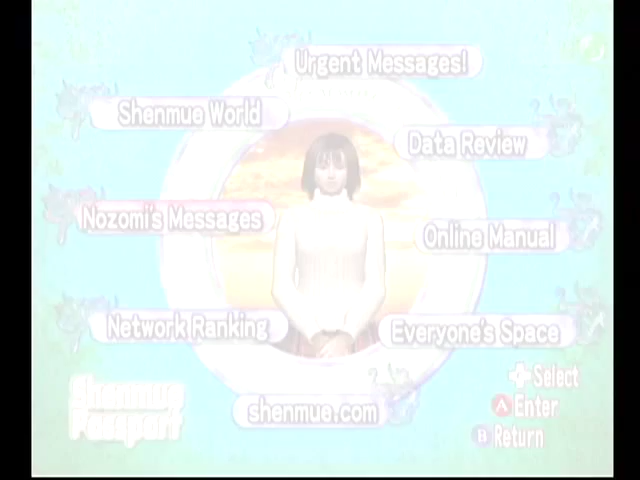 Urgent Messages!
Shenmue World
Data Review
Nozomi's Messages
Online Manual
Network Ranking
Everyone's Space
shenmue.com
Shenmue
Passport
Select
A Enter
B Return